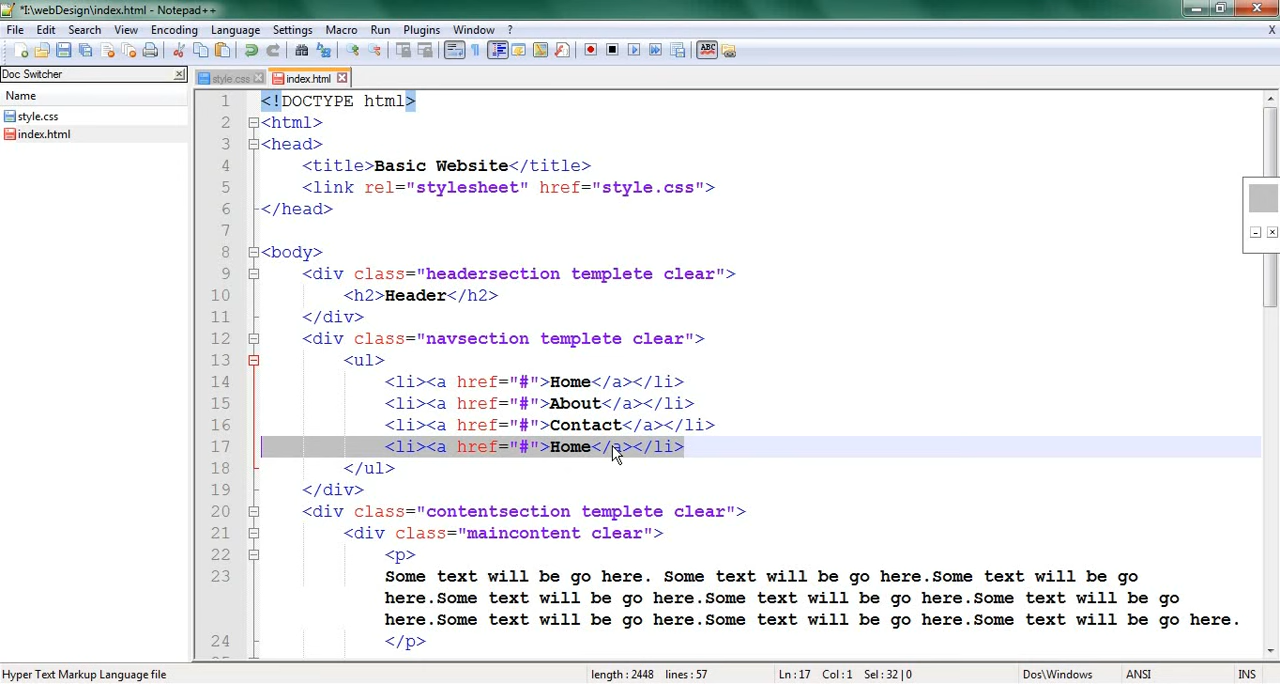 *I:\webDesign\index.html - Notepad++
File Edit Search View Encoding Language Settings Macro Run Plugins Window ? X
ABC
Doc Switcher style.css index.html
Name
style.css
index.html
1 <!DOCTYPE html>
2 <html>
3 <head>
4 <title>Basic Website</title>
5 <link rel="stylesheet" href="style.css">
6 </head>
7
8 <body>
9 <div class="headersection templete clear">
10 <h2>Header</h2>
11 </div>
12 <div class="navsection templete clear">
13 <ul>
14 <li><a href="#">Home</a></li>
15 <li><a href="#">About</a></li>
16 <li><a href="#">Contact</a></li>
17 <li><a href="#">Home</a></li>
18 </ul>
19 </div>
20 <div class="contentsection templete clear">
21 <div class="maincontent clear">
22 <p>
23 Some text will be go here. Some text will be go here.Some text will be go
here.Some text will be go here.Some text will be go here.Some text will be go
here.Some text will be go here.Some text will be go here.Some text will be go here.
24 </p>
Hyper Text Markup Language file length : 2448 lines : 57 Ln : 17 Col : 1 Sel : 32 | 0 Dos\Windows ANSI INS